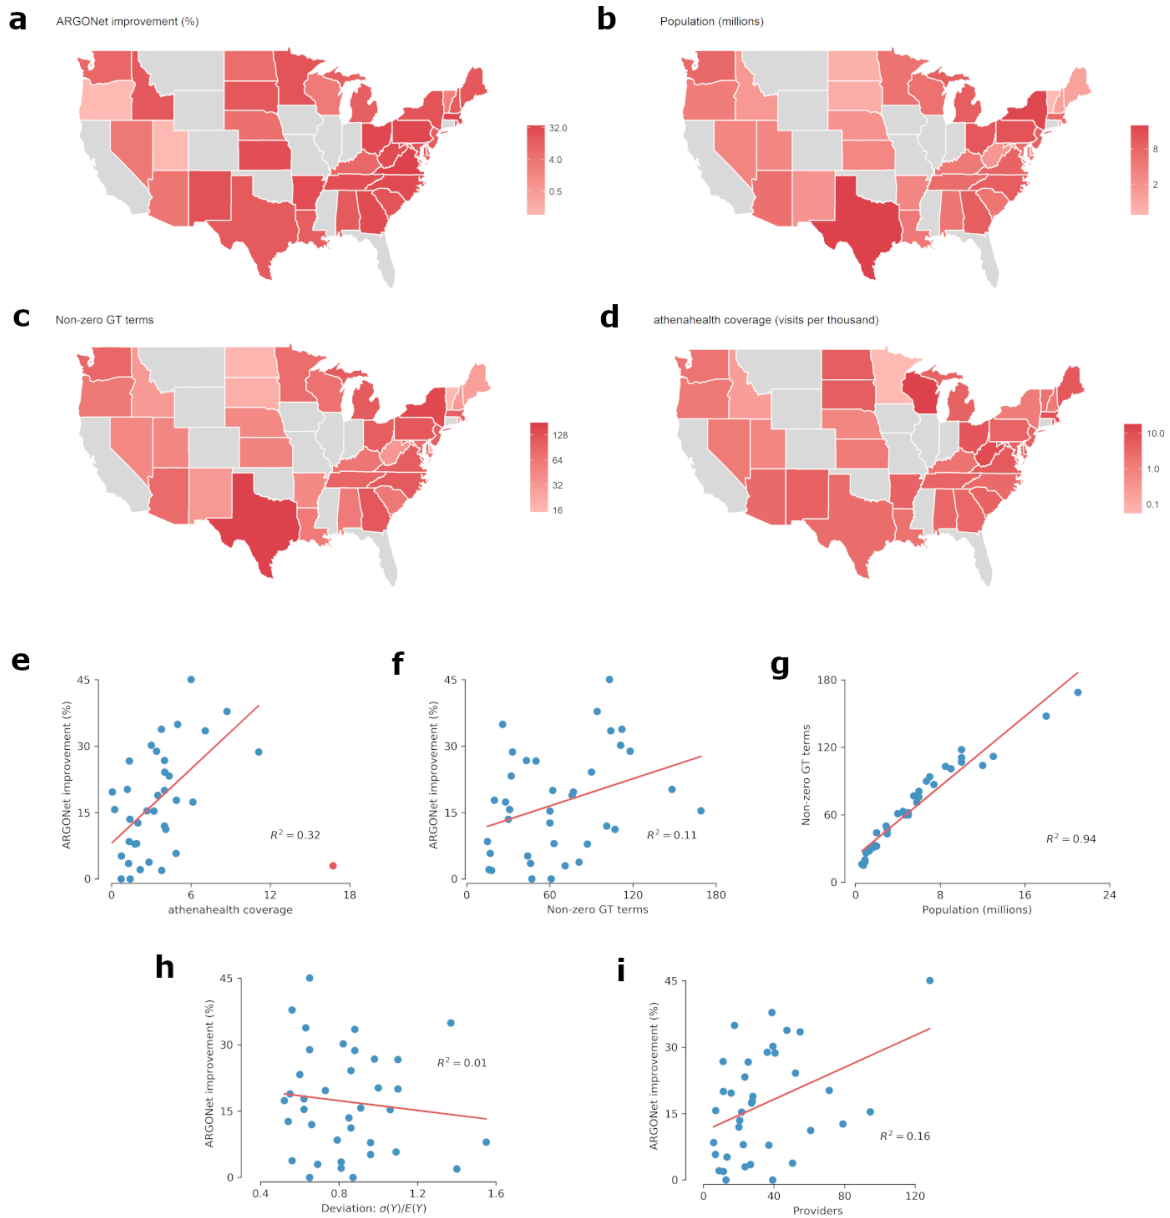 a ARGONet improvement (%)
32.0
4.0
0.5
b Population (millions)
8
2
c Non-zero GT terms
128
64
32
16
d athenahealth coverage (visits per thousand)
10.0
1.0
0.1
e
ARGONet improvement (%)
45
30
15
0
R² = 0.32
0 6 12 18
athenahealth coverage
f
ARGONet improvement (%)
45
30
15
0
R² = 0.11
0 60 120 180
Non-zero GT terms
g
Non-zero GT terms
180
120
60
0
R² = 0.94
0 8 16 24
Population (millions)
h
ARGONet improvement (%)
45
30
15
0
R² = 0.01
0.4 0.8 1.2 1.6
Deviation: σ(Y)/E(Y)
i
ARGONet improvement (%)
45
30
15
0
R² = 0.16
0 40 80 120
Providers